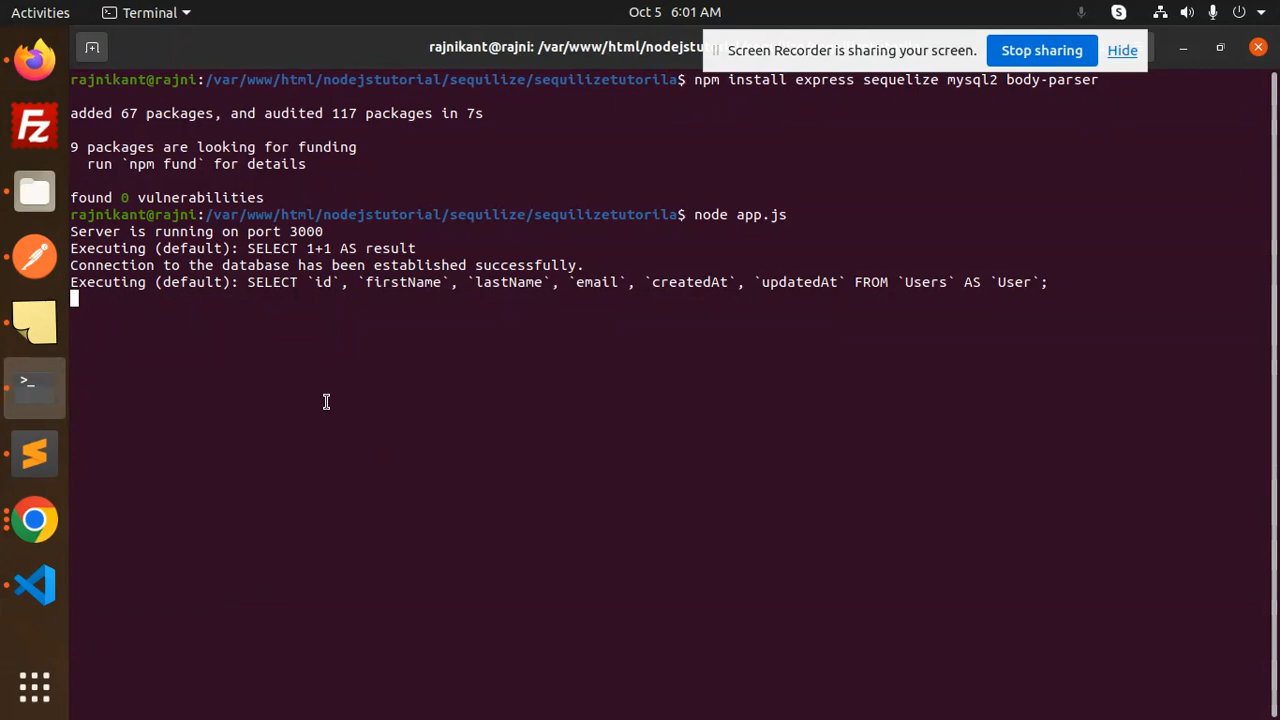 Activities
Terminal
Oct 5 6:01 AM
rajnikant@rajni: /var/www/html/nodejstu
Screen Recorder is sharing your screen.
Stop sharing
Hide
rajnikant@rajni:/var/www/html/nodejstutorial/sequilize/sequilizetutorila$ npm install express sequelize mysql2 body-parser
added 67 packages, and audited 117 packages in 7s
9 packages are looking for funding
run `npm fund` for details
found 0 vulnerabilities
rajnikant@rajni:/var/www/html/nodejstutorial/sequilize/sequilizetutorila$ node app.js
Server is running on port 3000
Executing (default): SELECT 1+1 AS result
Connection to the database has been established successfully.
Executing (default): SELECT `id`, `firstName`, `lastName`, `email`, `createdAt`, `updatedAt` FROM `Users` AS `User`;
Fz
>_